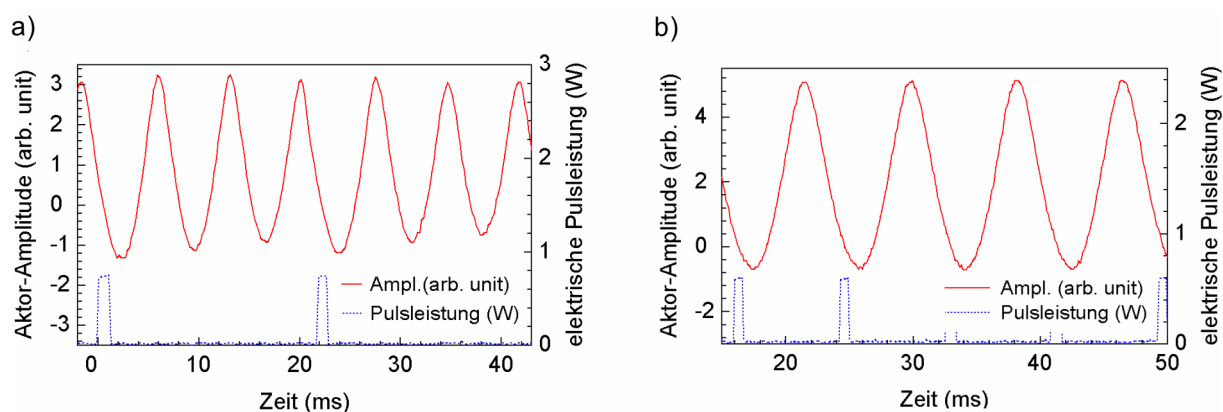 a)
Aktor-Amplitude (arb. unit)
3
2
1
0
-1
-2
-3
3
2
1
0
elektrische Pulsleistung (W)
Ampl.(arb. unit)
Pulsleistung (W)
0 10 20 30 40
Zeit (ms)
b)
Aktor-Amplitude (arb. unit)
4
2
0
-2
2
1
0
elektrische Pulsleistung (W)
Ampl. (arb. unit)
Pulsleistung (W)
20 30 40 50
Zeit (ms)